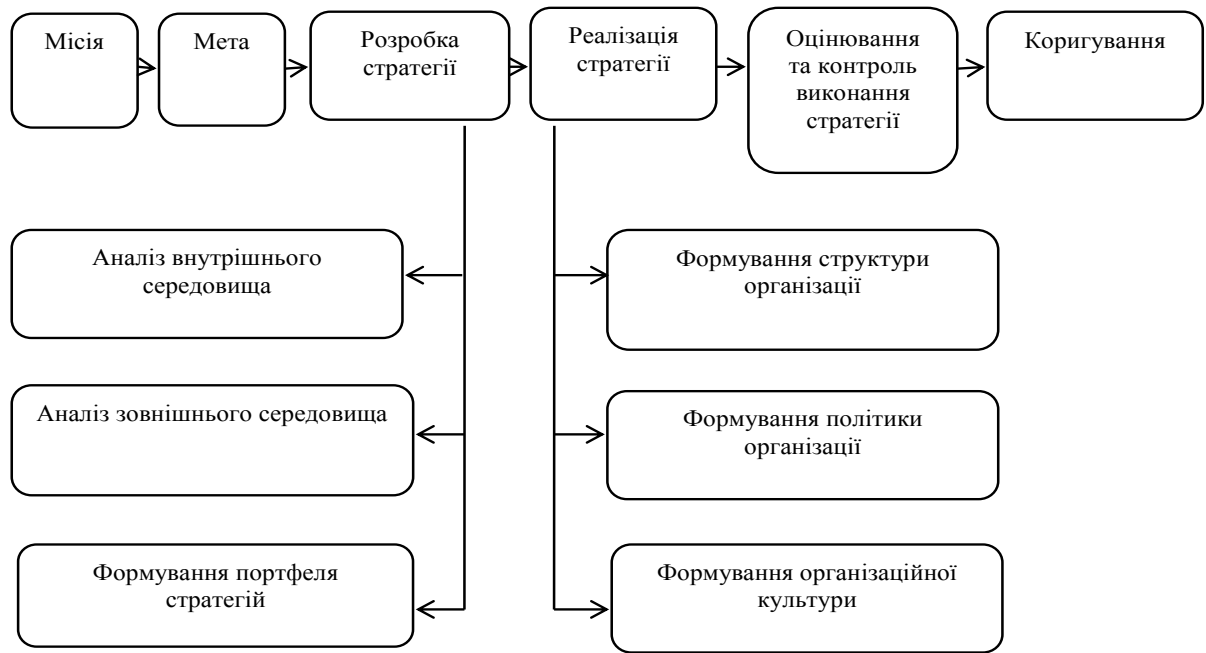 Місія
Мета
Розробка
стратегії
Реалізація
стратегії
Оцінювання
та контроль
виконання
стратегії
Коригування
Аналіз внутрішнього
середовища
Формування структури
організації
Аналіз зовнішнього середовища
Формування політики
організації
Формування портфеля
стратегій
Формування організаційної
культури